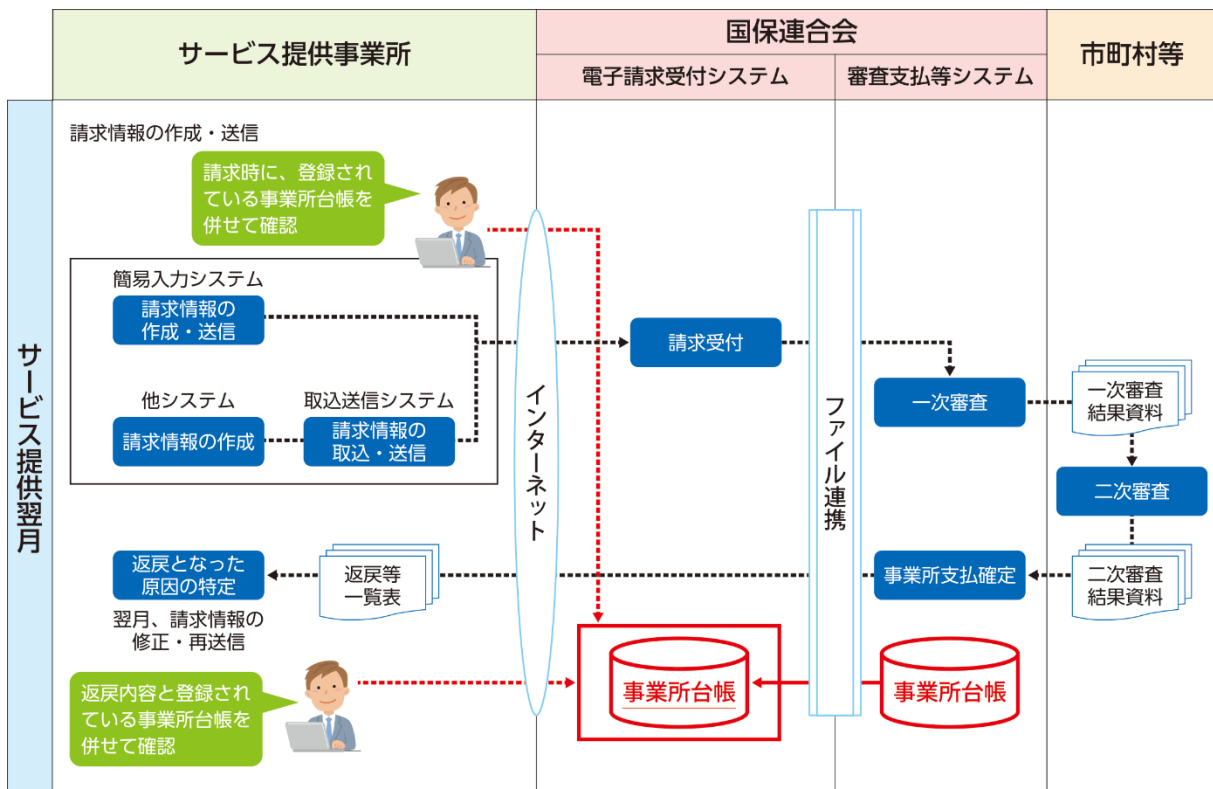 サービス提供事業所
国保連合会
電子請求受付システム
審査支払等システム
市町村等
サービス提供翌月
請求情報の作成・送信
請求時に、登録され
ている事業所台帳を
併せて確認
簡易入力システム
請求情報の
作成・送信
他システム
請求情報の作成
取込送信システム
請求情報の
取込・送信
インターネット
請求受付
ファイル連携
一次審査
一次審査
結果資料
二次審査
二次審査
結果資料
事業所支払確定
返戻等
一覧表
返戻となった
原因の特定
翌月、請求情報の
修正・再送信
返戻内容と登録され
ている事業所台帳を
併せて確認
事業所台帳
事業所台帳